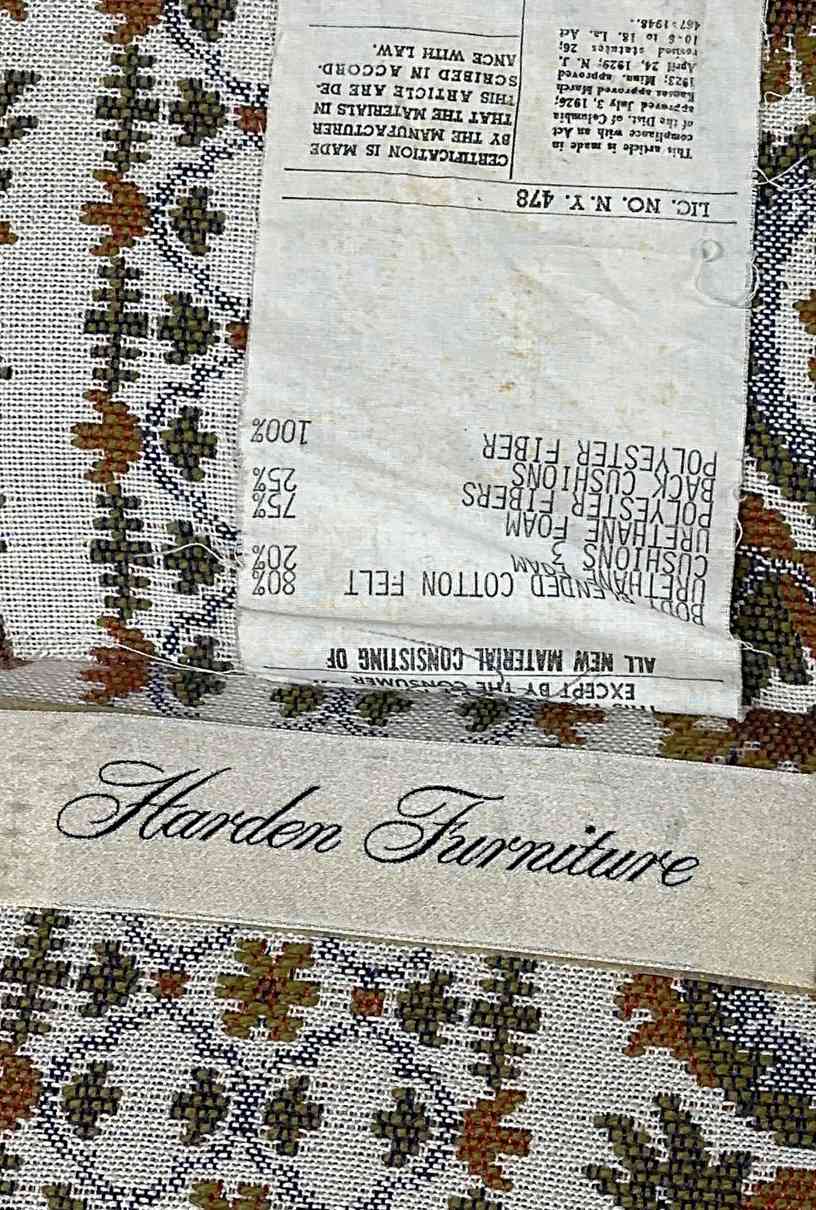 EXCEPT BY THE CONSUMER
ALL NEW MATERIAL CONSISTING OF
BODY BLENDED COTTON FELT 80%
URETHANE FOAM 20%
CUSHIONS 3
URETHANE FOAM 75%
POLYESTER FIBERS 25%
BACK CUSHIONS
POLYESTER FIBER 100%
LIC. NO. N.Y. 478
This article is made in
compliance with an Act
of the Dist. of Columbia
approved July 3, 1926;
Kansas approved March
1923; Minn. approved
April 24, 1929; N. J.
revised statutes 26;
10-6 to 18. La. Act
467:1948.
CERTIFICATION IS MADE
BY THE MANUFACTURER
THAT THE MATERIALS IN
THIS ARTICLE ARE DE-
SCRIBED IN ACCORD-
ANCE WITH LAW.
Harden Furniture